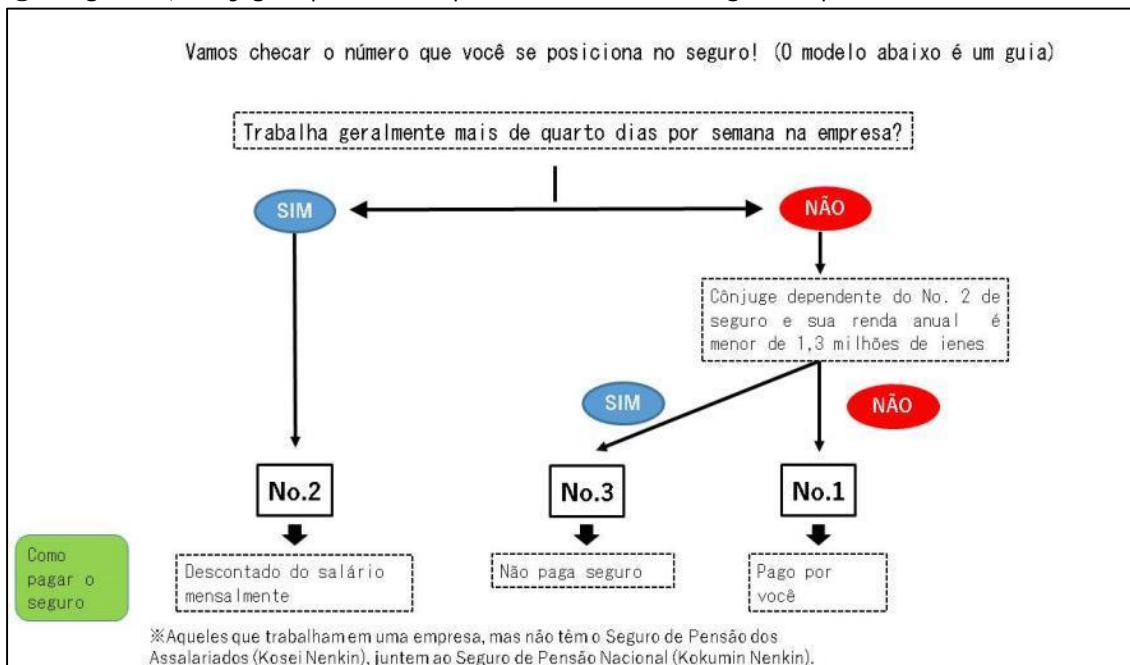 Vamos checar o número que você se posiciona no seguro! (O modelo abaixo é um guia)
Trabalha geralmente mais de quarto dias por semana na empresa?
SIM
NÃO
Cônjuge dependente do No. 2 de
seguro e sua renda anual é
menor de 1,3 milhões de ienes
SIM
NÃO
No.2
No.3
No.1
Como
pagar o
seguro
Descontado do salário
mensalmente
Não paga seguro
Pago por
você
※Aqueles que trabalham em uma empresa, mas não têm o Seguro de Pensão dos
Assalariados (Kosei Nenkin), juntem ao Seguro de Pensão Nacional (Kokumin Nenkin).